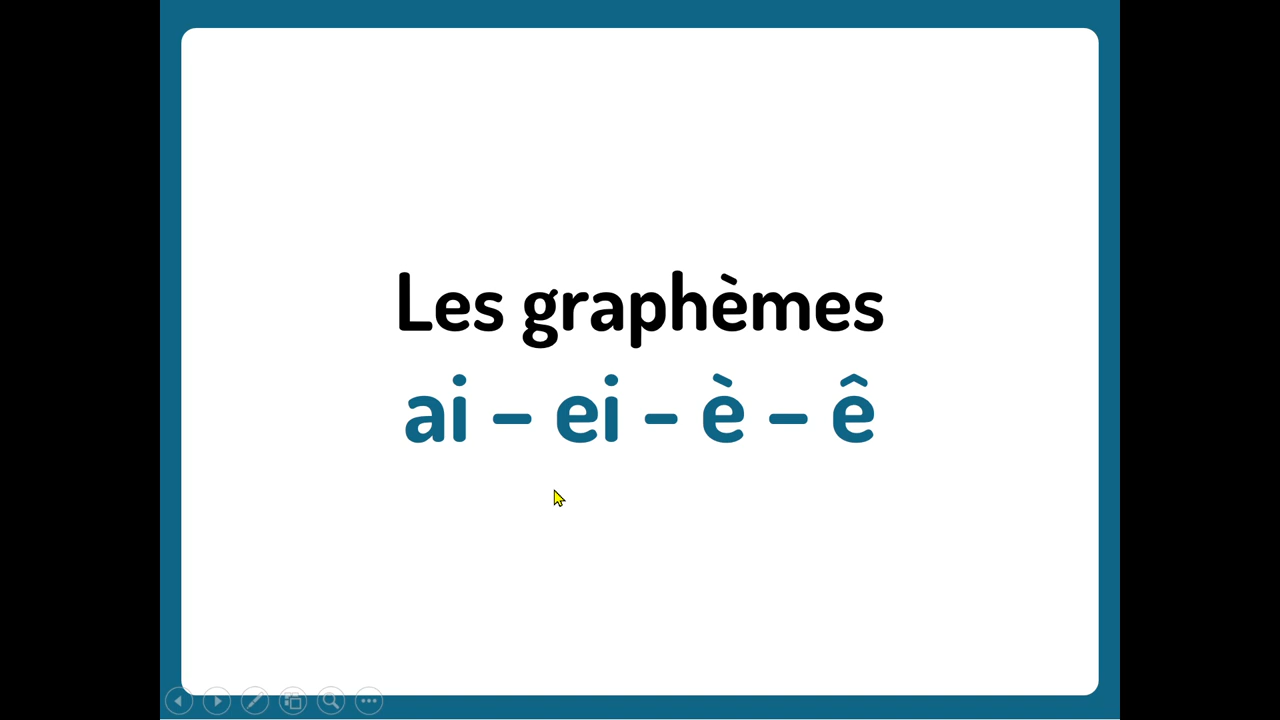 Les graphèmes
ai – ei - è – ê